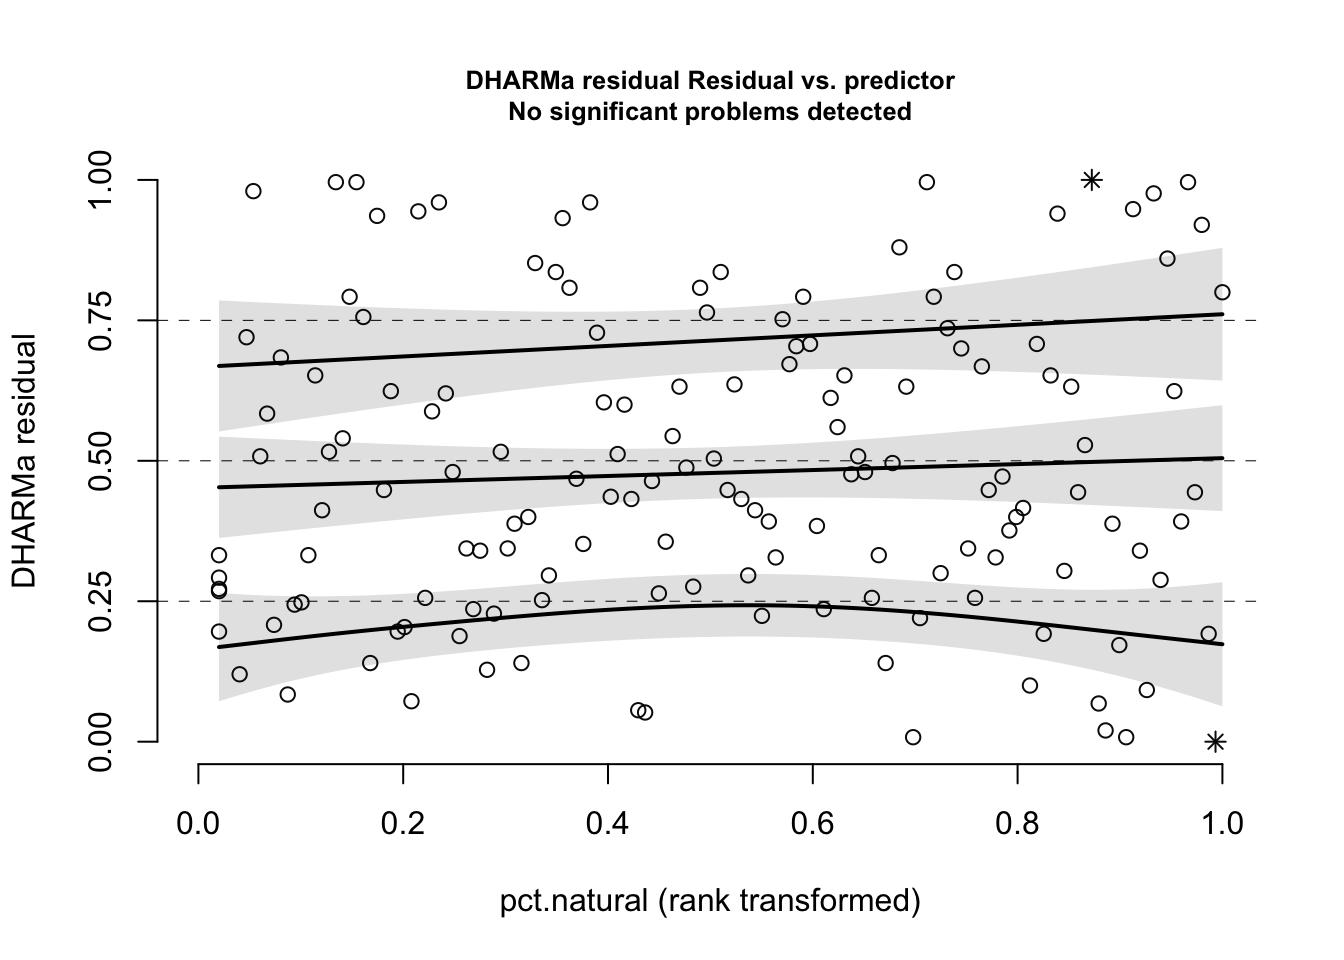 DHARMa residual Residual vs. predictor
No significant problems detected
DHARMa residual
1.00
0.75
0.50
0.25
0.00
0.0 0.2 0.4 0.6 0.8 1.0
pct.natural (rank transformed)